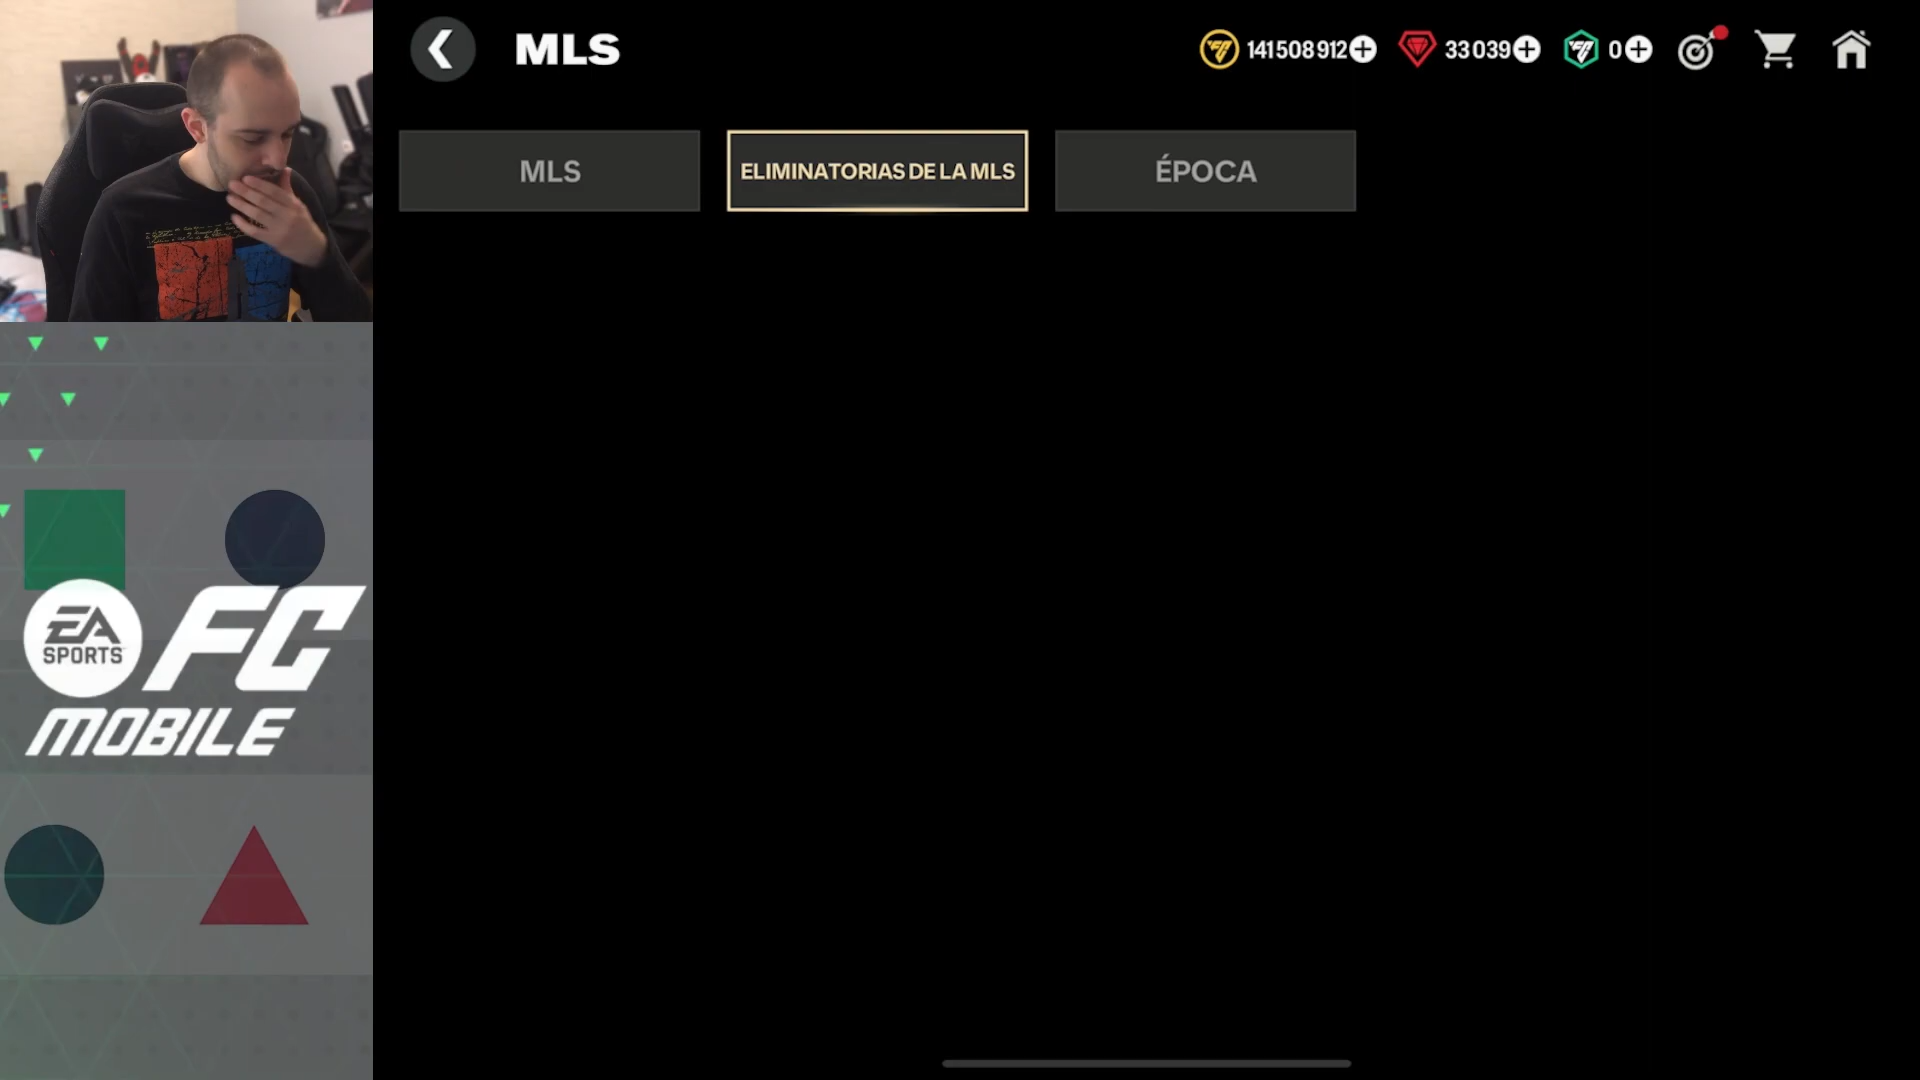 MLS
141508912
33039
0
MLS
ELIMINATORIAS DE LA MLS
ÉPOCA
EA
SPORTS
FC
MOBILE